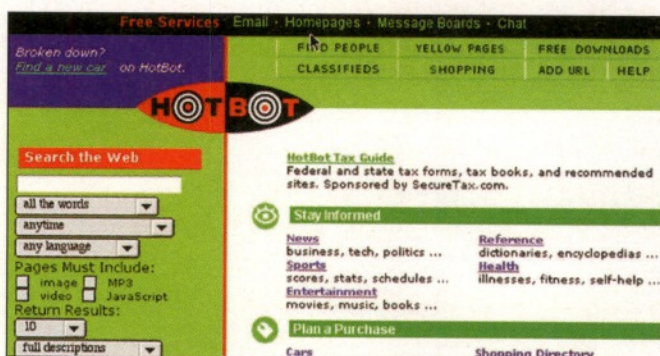 Free Services Email · Homepages · Message Boards · Chat
Broken down?
Find a new car on HotBot.
FIND PEOPLE YELLOW PAGES FREE DOWNLOADS
CLASSIFIEDS SHOPPING ADD URL HELP
HOTBOT
Search the Web
all the words
anytime
any language
Pages Must Include:
image MP3
video JavaScript
Return Results:
10
full descriptions
HotBot Tax Guide
Federal and state tax forms, tax books, and recommended
sites. Sponsored by SecureTax.com.
Stay Informed
News
business, tech, politics ...
Sports
scores, stats, schedules ...
Entertainment
movies, music, books ...
Reference
dictionaries, encyclopedias ...
Health
illnesses, fitness, self-help ...
Plan a Purchase
Cars Shopping Directory